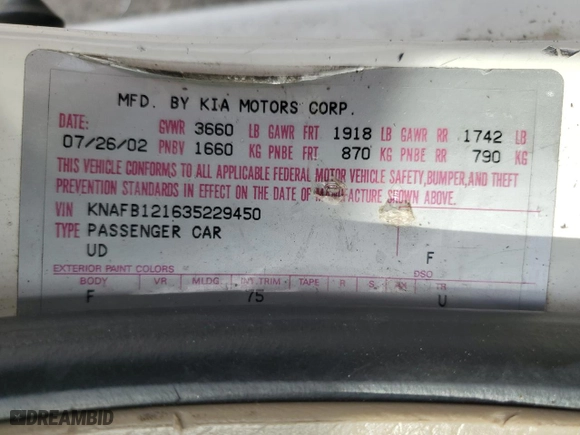 MFD. BY KIA MOTORS CORP.
DATE: GVWR 3660 LB GAWR FRT 1918 LB GAWR RR 1742 LB
07/26/02 PNBV 1660 KG PNBE FRT 870 KG PNBE RR 790 KG
THIS VEHICLE CONFORMS TO ALL APPLICABLE FEDERAL MOTOR VEHICLE SAFETY,BUMPER,AND THEFT
PREVENTION STANDARDS IN EFFECT ON THE DATE OF MANUFACTURE SHOWN ABOVE.
VIN KNAFB121635229450
TYPE PASSENGER CAR
UD F
EXTERIOR PAINT COLORS DSO
BODY VR MLDG INT TRIM TAPE R S AX TR
F 75 U
DREAMBID